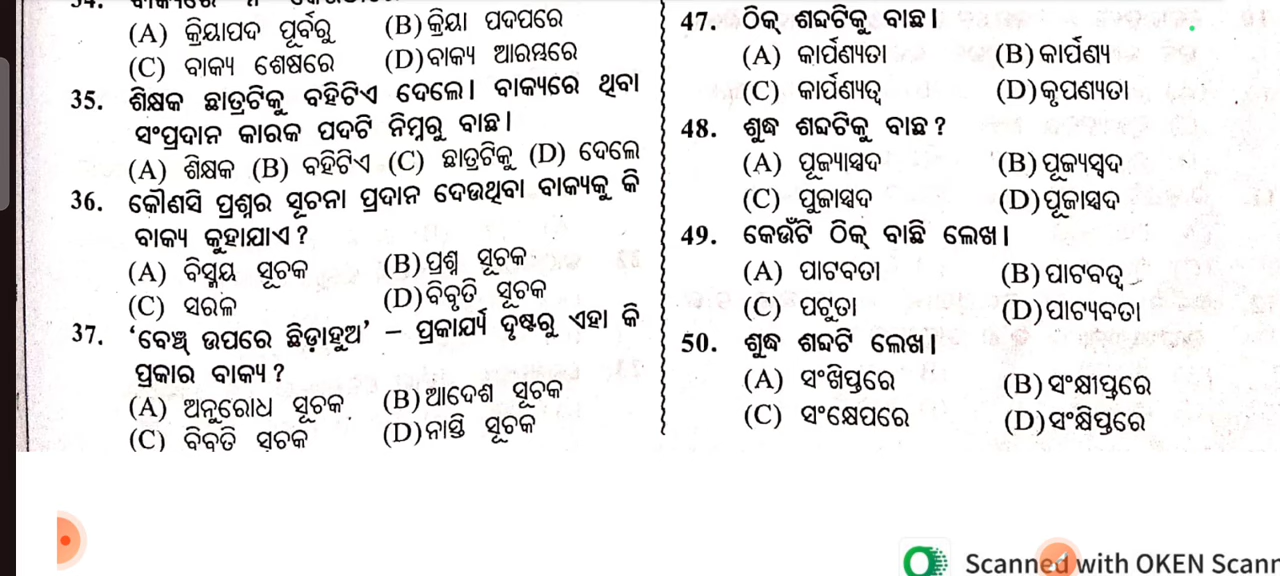 (A) କ୍ରିୟାପଦ ପୂର୍ବରୁ (B) କ୍ରିୟା ପଦପରେ
(C) ବାକ୍ୟ ଶେଷରେ (D) ବାକ୍ୟ ଆରମ୍ଭରେ
35. ଶିକ୍ଷକ ଛାତ୍ରଟିକୁ ବହିଟିଏ ଦେଲେ। ବାକ୍ୟରେ ଥିବା
ସଂପ୍ରଦାନ କାରକ ପଦଟି ନିମ୍ନରୁ ବାଛ।
(A) ଶିକ୍ଷକ (B) ବହିଟିଏ (C) ଛାତ୍ରଟିକୁ (D) ଦେଲେ
36. କୌଣସି ପ୍ରଶ୍ନର ସୂଚନା ପ୍ରଦାନ ଦେଉଥିବା ବାକ୍ୟକୁ କି
ବାକ୍ୟ କୁହାଯାଏ ?
(A) ବିସ୍ମୟ ସୂଚକ (B) ପ୍ରଶ୍ନ ସୂଚକ
(C) ସରଳ (D) ବିବୃତି ସୂଚକ
37. ‘ବେଞ୍ଚ୍ ଉପରେ ଛିଡ଼ାହୁଅ’ – ପ୍ରକାର୍ଯ୍ୟ ଦୃଷ୍ଟିରୁ ଏହା କି
ପ୍ରକାର ବାକ୍ୟ ?
(A) ଅନୁରୋଧ ସୂଚକ (B) ଆଦେଶ ସୂଚକ
(C) ବିବୃତି ସୂଚକ (D) ନାସ୍ତି ସୂଚକ
47. ଠିକ୍ ଶବ୍ଦଟିକୁ ବାଛ।
(A) କାର୍ପଣ୍ୟତା (B) କାର୍ପଣ୍ୟ
(C) କାର୍ପଣ୍ୟତ୍ୱ (D) କୃପଣ୍ୟତା
48. ଶୁଦ୍ଧ ଶବ୍ଦଟିକୁ ବାଛ ?
(A) ପୂଜ୍ୟାସ୍ପଦ (B) ପୂଜ୍ୟସ୍ପଦ
(C) ପୁଜାସ୍ପଦ (D) ପୂଜାସ୍ପଦ
49. କେଉଁଟି ଠିକ୍ ବାଛି ଲେଖ।
(A) ପାଟବତା (B) ପାଟବତ୍ୱ
(C) ପଟୁତା (D) ପାଟ୍ୟବତା
50. ଶୁଦ୍ଧ ଶବ୍ଦଟି ଲେଖ।
(A) ସଂଖିପ୍ତରେ (B) ସଂକ୍ଷୀପ୍ତରେ
(C) ସଂକ୍ଷେପରେ (D) ସଂକ୍ଷିପ୍ତରେ
Scanned with OKEN Scann